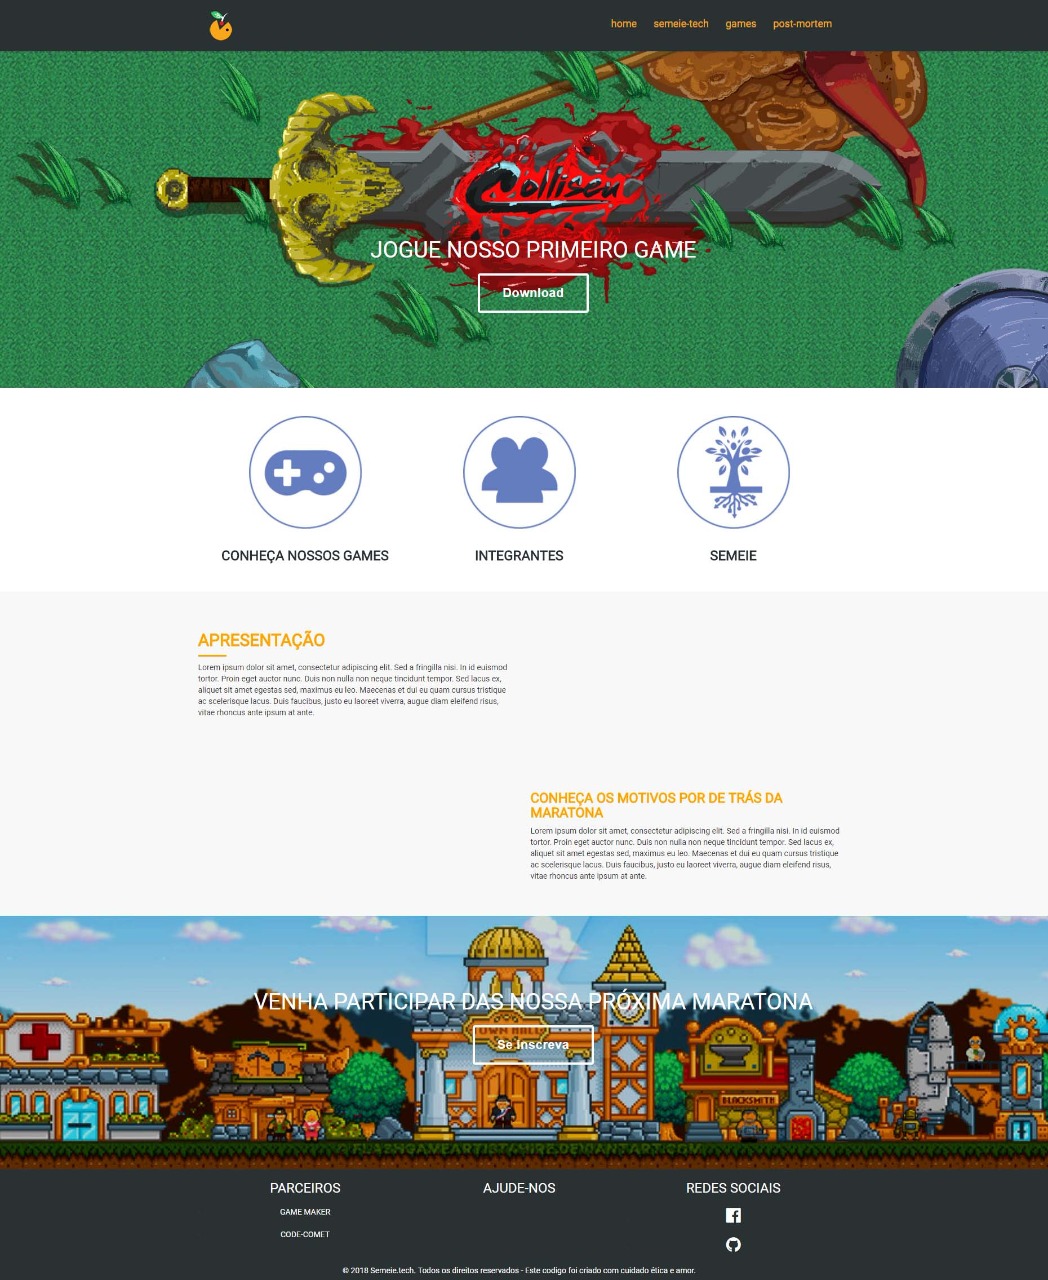 home semeie-tech games post-mortem
Colliseu
JOGUE NOSSO PRIMEIRO GAME
Download
CONHEÇA NOSSOS GAMES
INTEGRANTES
SEMEIE
APRESENTAÇÃO
Lorem ipsum dolor sit amet, consectetur adipiscing elit. Sed a fringilla nisi. In id euismod
tortor. Proin eget auctor nunc. Duis non nulla non neque tincidunt tempor. Sed lacus ex,
aliquet sit amet egestas sed, maximus eu leo. Maecenas et dui eu quam cursus tristique
ac scelerisque lacus. Duis faucibus, justo eu laoreet viverra, augue diam eleifend risus,
vitae rhoncus ante ipsum at ante.
CONHEÇA OS MOTIVOS POR DE TRÁS DA
MARATONA
Lorem ipsum dolor sit amet, consectetur adipiscing elit. Sed a fringilla nisi. In id euismod
tortor. Proin eget auctor nunc. Duis non nulla non neque tincidunt tempor. Sed lacus ex,
aliquet sit amet egestas sed, maximus eu leo. Maecenas et dui eu quam cursus tristique
ac scelerisque lacus. Duis faucibus, justo eu laoreet viverra, augue diam eleifend risus,
vitae rhoncus ante ipsum at ante.
VENHA PARTICIPAR DAS NOSSA PRÓXIMA MARATONA
TOWN HALL
Se Inscreva
BLACKSMITH
FLASHGAMEARTISTCHIPE.DEVIANTART.COM
PARCEIROS
GAME MAKER
CODE-COMET
AJUDE-NOS
REDES SOCIAIS
© 2018 Semeie.tech. Todos os direitos reservados - Este codigo foi criado com cuidado ética e amor.